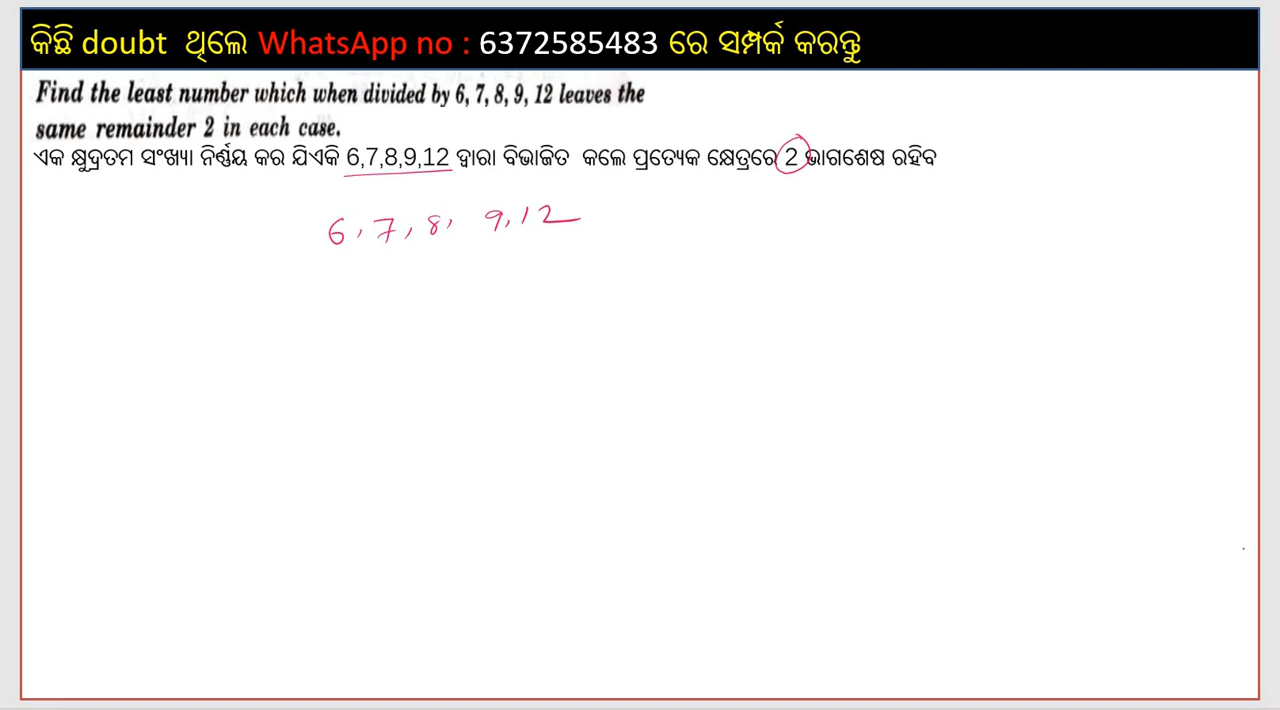 କିଛି doubt ଥିଲେ WhatsApp no : 6372585483 ରେ ସମ୍ପର୍କ କରନ୍ତୁ
Find the least number which when divided by 6, 7, 8, 9, 12 leaves the
same remainder 2 in each case.
ଏକ କ୍ଷୁଦ୍ରତମ ସଂଖ୍ୟା ନିର୍ଣ୍ଣୟ କର ଯିଏକି 6,7,8,9,12 ଦ୍ୱାରା ବିଭାଜିତ କଲେ ପ୍ରତ୍ୟେକ କ୍ଷେତ୍ରରେ 2 ଭାଗଶେଷ ରହିବ
6, 7, 8, 9, 12